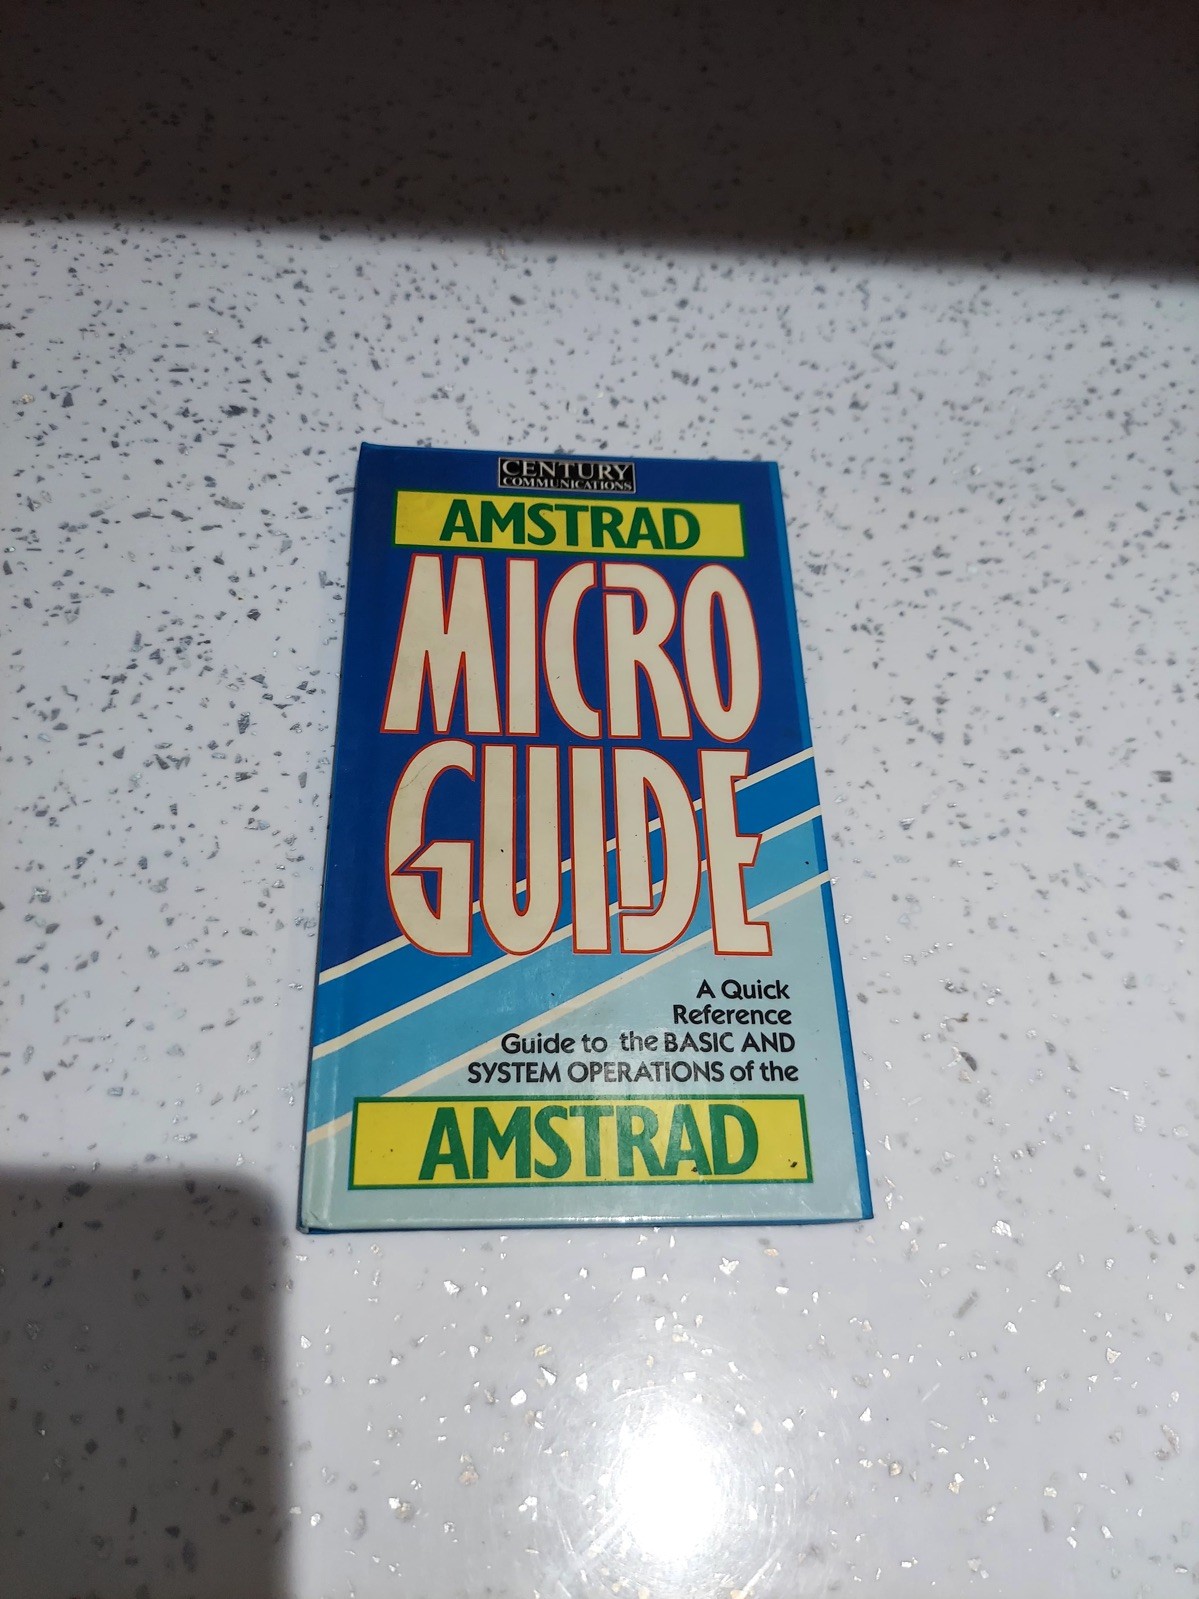 CENTURY
COMMUNICATIONS
AMSTRAD
MICRO
GUIDE
A Quick
Reference
Guide to the BASIC AND
SYSTEM OPERATIONS of the
AMSTRAD